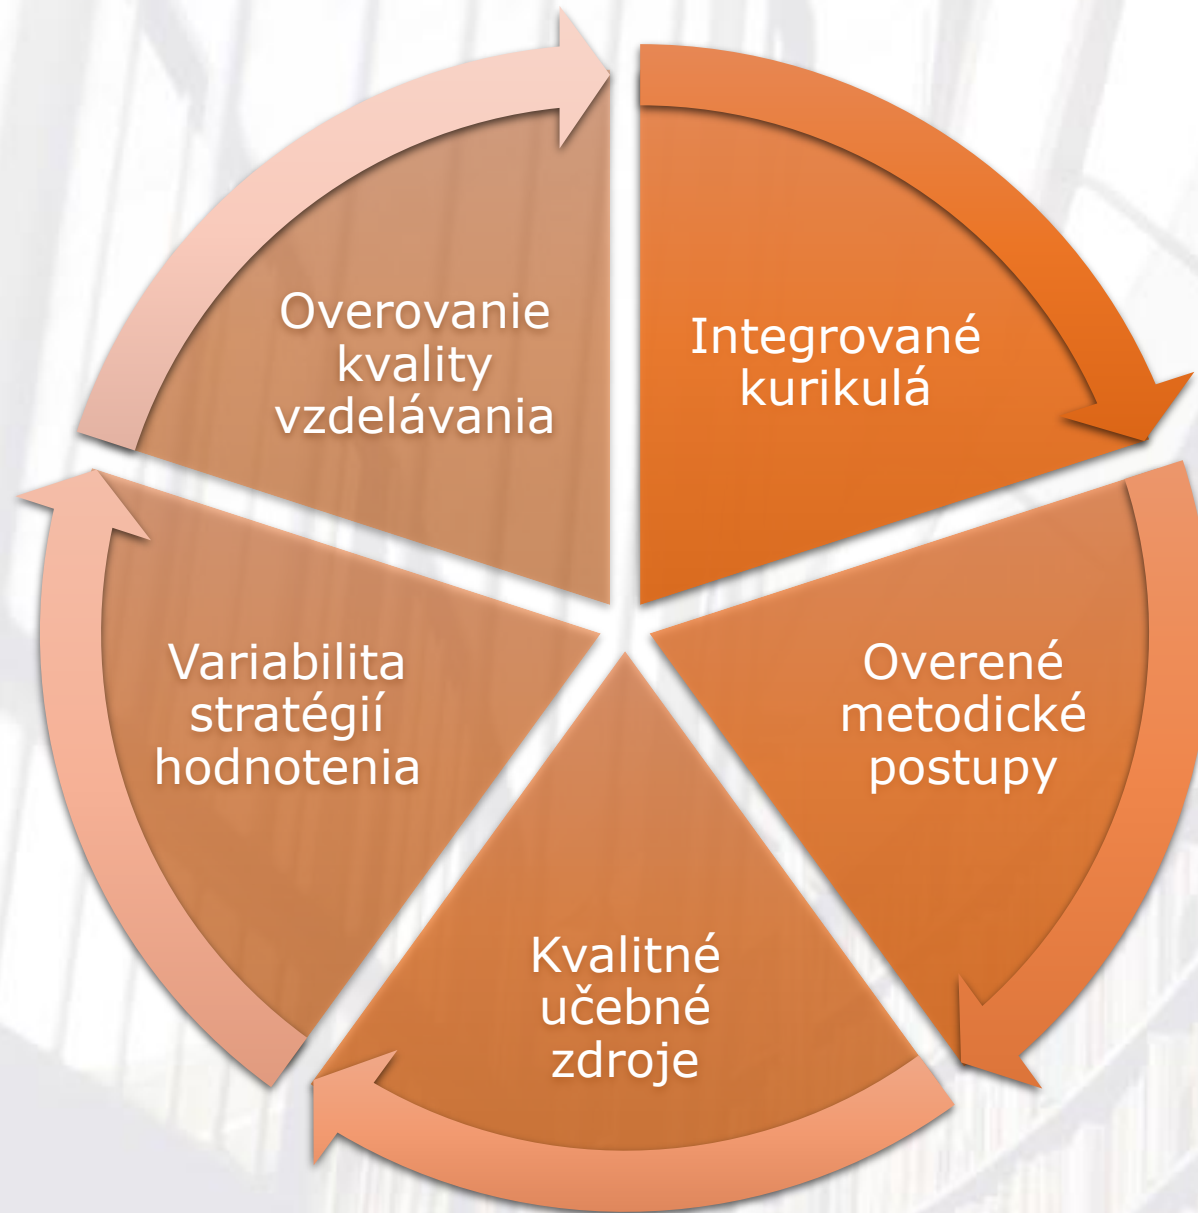 Integrované
kurikulá
Overené
metodické
postupy
Kvalitné
učebné
zdroje
Variabilita
stratégií
hodnotenia
Overovanie
kvality
vzdelávania